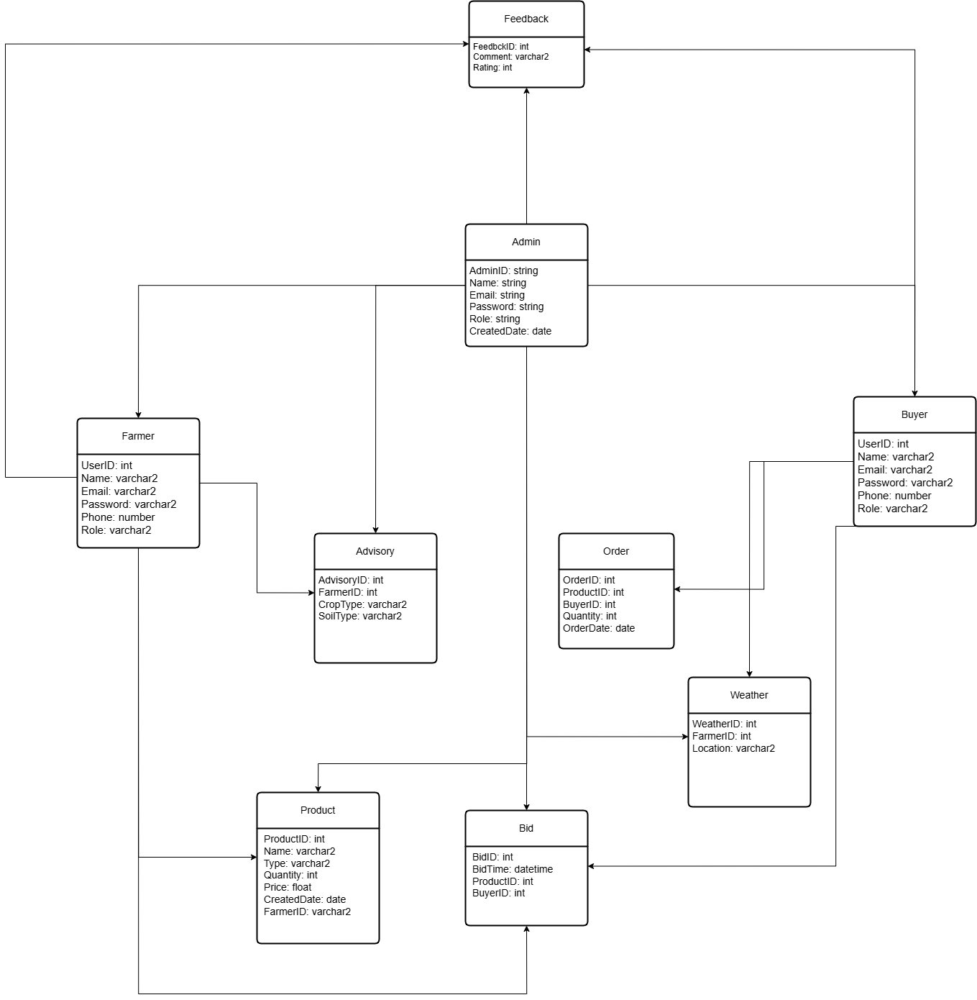 Feedback
FeedbckID: int
Comment: varchar2
Rating: int
Admin
AdminID: string
Name: string
Email: string
Password: string
Role: string
CreatedDate: date
Farmer
UserID: int
Name: varchar2
Email: varchar2
Password: varchar2
Phone: number
Role: varchar2
Buyer
UserID: int
Name: varchar2
Email: varchar2
Password: varchar2
Phone: number
Role: varchar2
Advisory
AdvisoryID: int
FarmerID: int
CropType: varchar2
SoilType: varchar2
Order
OrderID: int
ProductID: int
BuyerID: int
Quantity: int
OrderDate: date
Weather
WeatherID: int
FarmerID: int
Location: varchar2
Product
ProductID: int
Name: varchar2
Type: varchar2
Quantity: int
Price: float
CreatedDate: date
FarmerID: varchar2
Bid
BidID: int
BidTime: datetime
ProductID: int
BuyerID: int